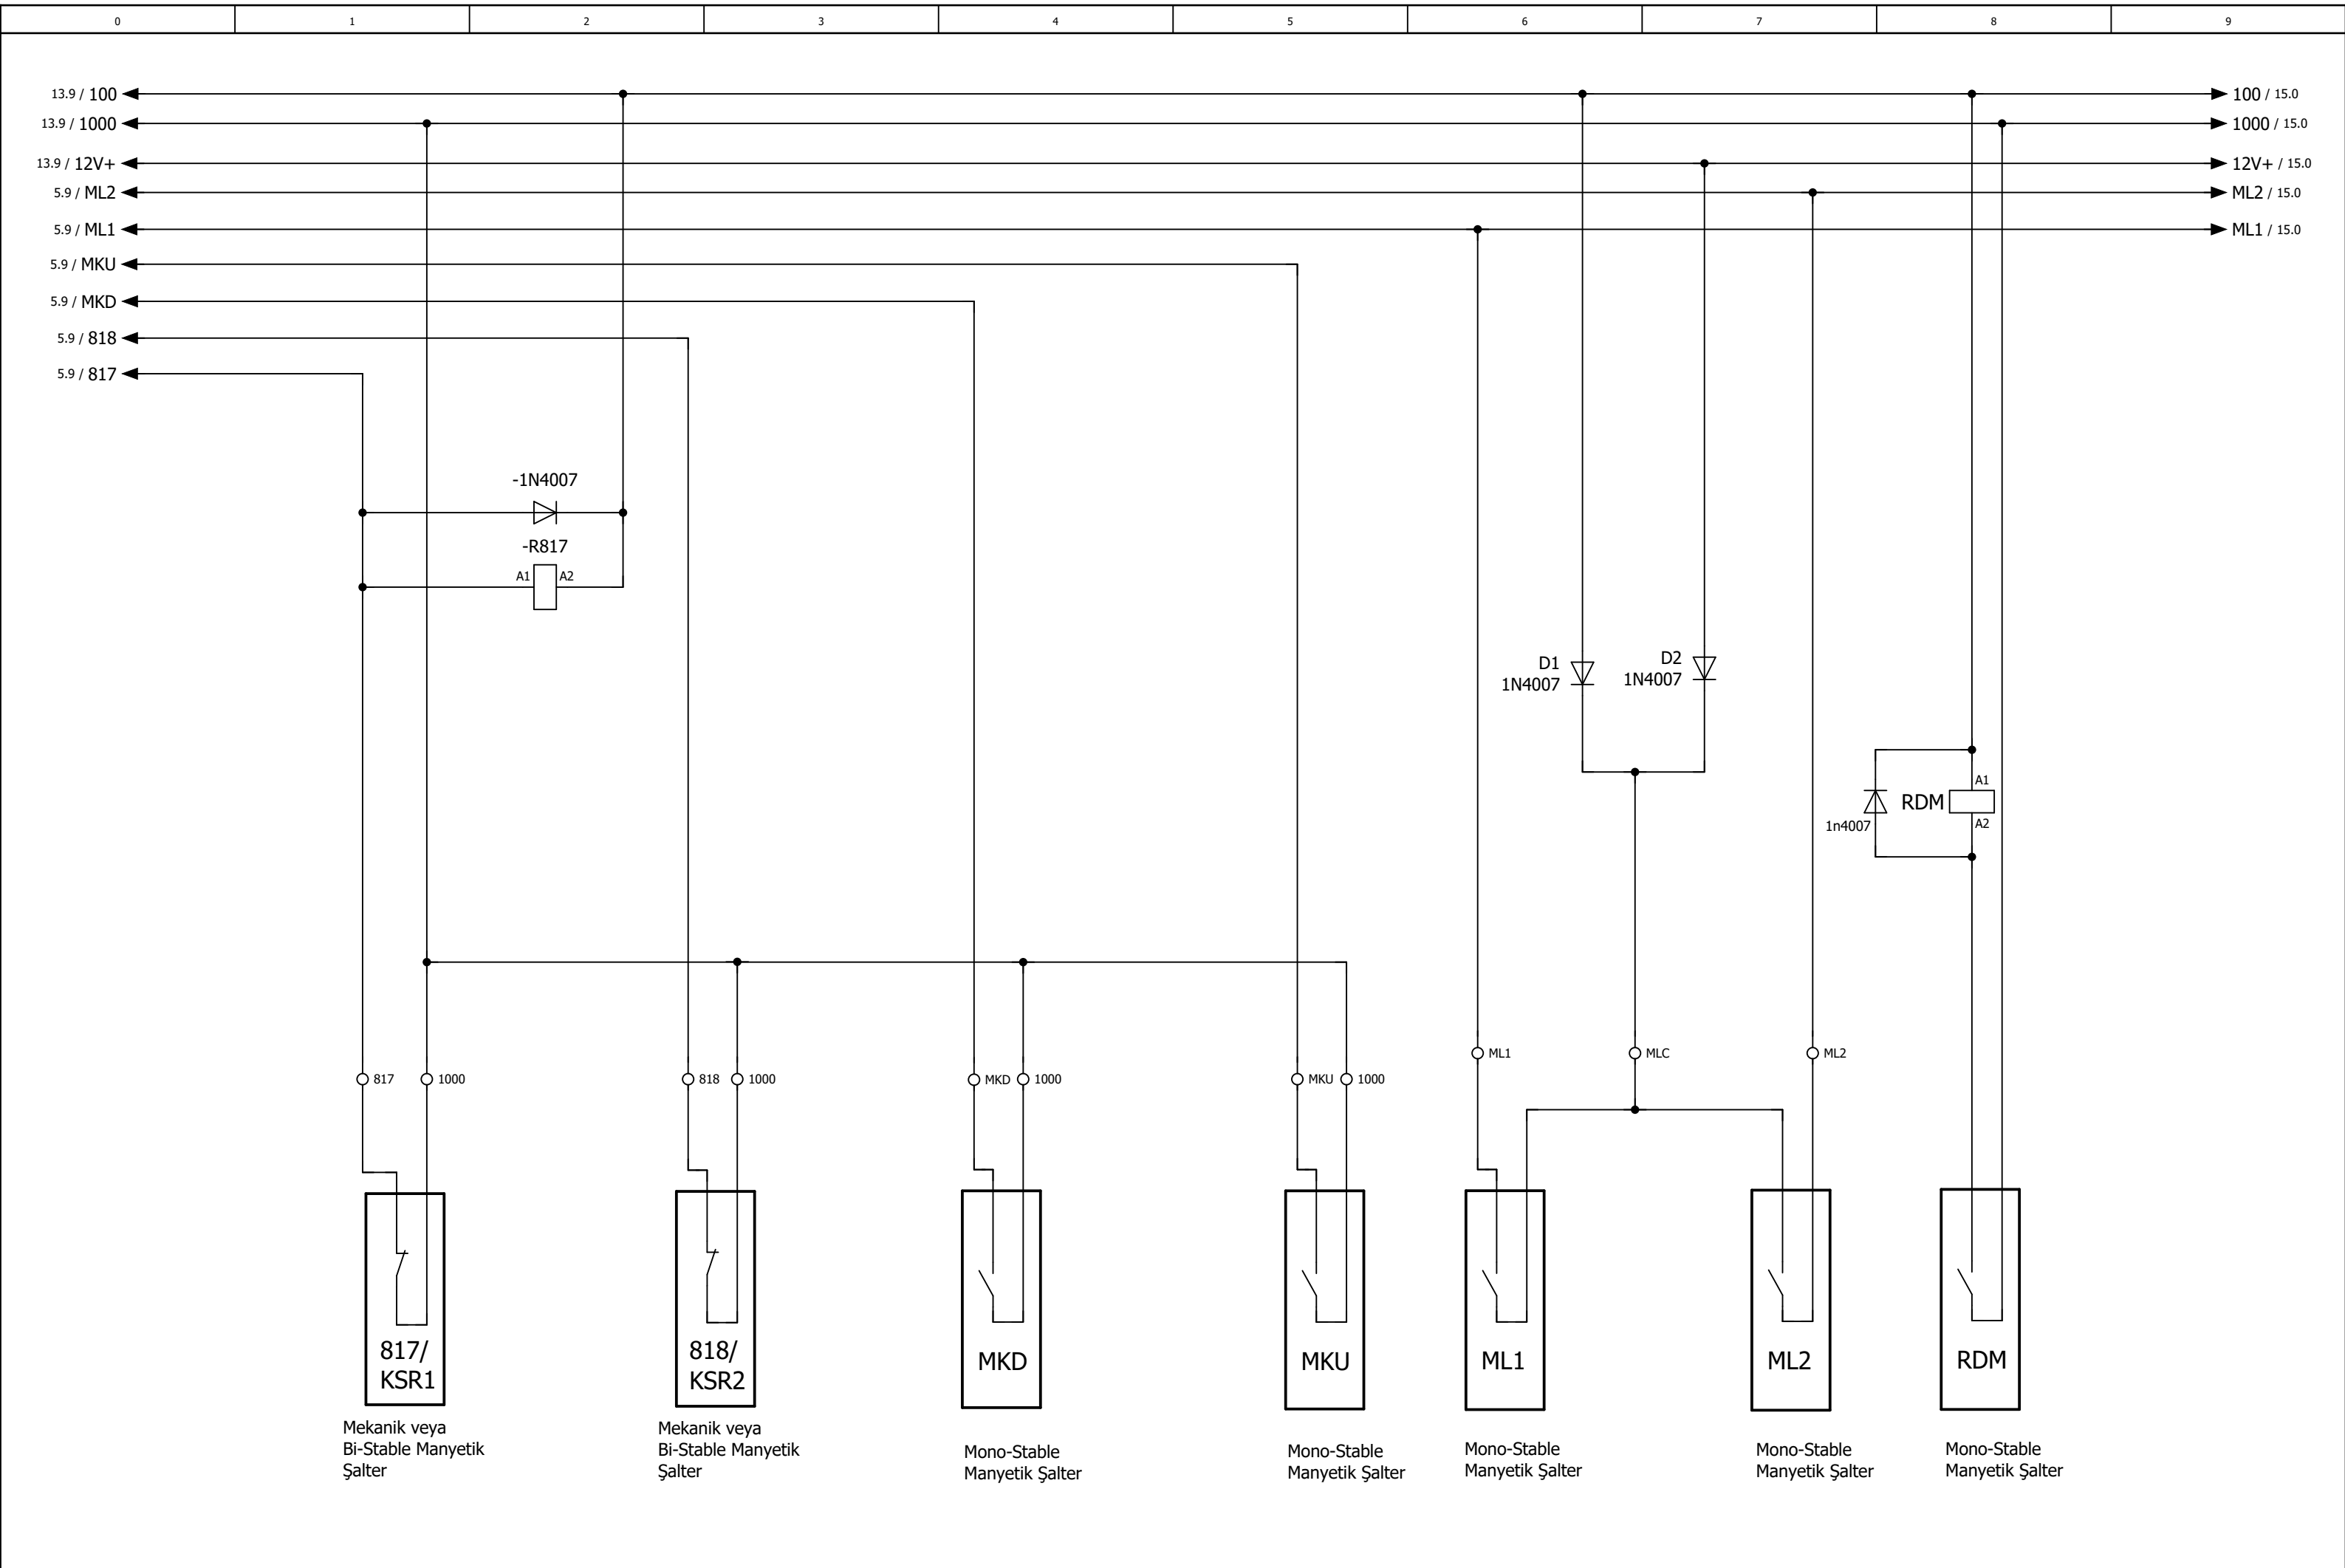 0 1 2 3 4 5 6 7 8 9
13.9 / 100
100 / 15.0
13.9 / 1000
1000 / 15.0
13.9 / 12V+
12V+ / 15.0
5.9 / ML2
ML2 / 15.0
5.9 / ML1
ML1 / 15.0
5.9 / MKU
5.9 / MKD
5.9 / 818
5.9 / 817
-1N4007
-R817
A1 A2
D1
1N4007
D2
1N4007
A1
RDM
A2
1n4007
ML1 MLC ML2
817 1000 818 1000 MKD 1000 MKU 1000
817/
KSR1
818/
KSR2
MKD
MKU
ML1
ML2
RDM
Mekanik veya
Bi-Stable Manyetik
Şalter
Mekanik veya
Bi-Stable Manyetik
Şalter
Mono-Stable
Manyetik Şalter
Mono-Stable
Manyetik Şalter
Mono-Stable
Manyetik Şalter
Mono-Stable
Manyetik Şalter
Mono-Stable
Manyetik Şalter